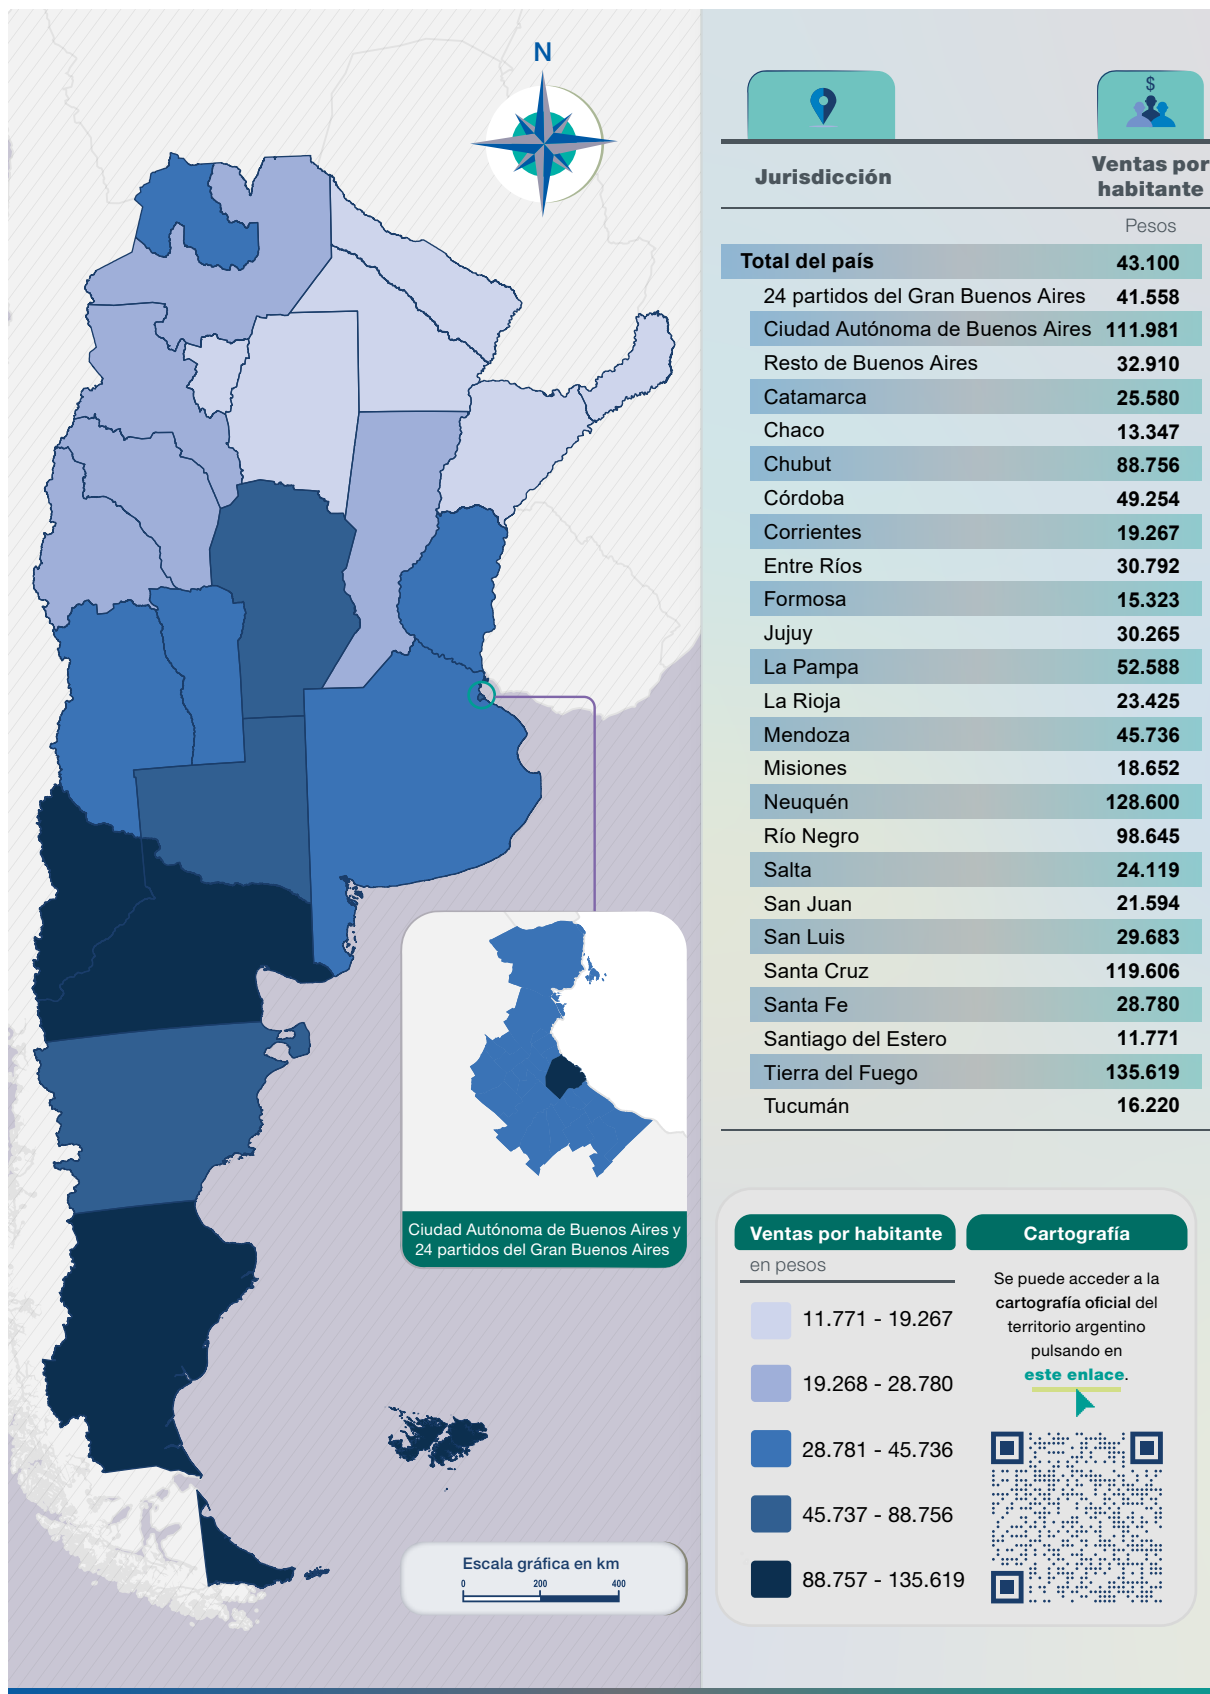 N
$
Jurisdicción
Ventas por
habitante
Pesos
Total del país 43.100
24 partidos del Gran Buenos Aires 41.558
Ciudad Autónoma de Buenos Aires 111.981
Resto de Buenos Aires 32.910
Catamarca 25.580
Chaco 13.347
Chubut 88.756
Córdoba 49.254
Corrientes 19.267
Entre Ríos 30.792
Formosa 15.323
Jujuy 30.265
La Pampa 52.588
La Rioja 23.425
Mendoza 45.736
Misiones 18.652
Neuquén 128.600
Río Negro 98.645
Salta 24.119
San Juan 21.594
San Luis 29.683
Santa Cruz 119.606
Santa Fe 28.780
Santiago del Estero 11.771
Tierra del Fuego 135.619
Tucumán 16.220
Ciudad Autónoma de Buenos Aires y
24 partidos del Gran Buenos Aires
Ventas por habitante
en pesos
11.771 - 19.267
19.268 - 28.780
28.781 - 45.736
45.737 - 88.756
88.757 - 135.619
Cartografía
Se puede acceder a la
cartografía oficial del
territorio argentino
pulsando en
este enlace.
Escala gráfica en km
0 200 400